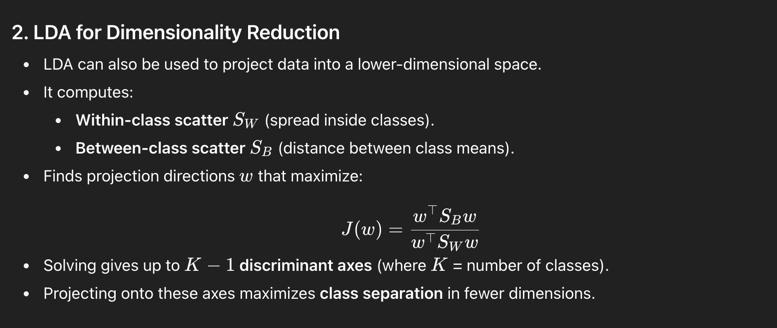 2. LDA for Dimensionality Reduction
• LDA can also be used to project data into a lower-dimensional space.
• It computes:
• Within-class scatter S_W (spread inside classes).
• Between-class scatter S_B (distance between class means).
• Finds projection directions w that maximize:
J(w) = \frac{w^⊤ S_B w}{w^⊤ S_W w}
• Solving gives up to K − 1 discriminant axes (where K = number of classes).
• Projecting onto these axes maximizes class separation in fewer dimensions.